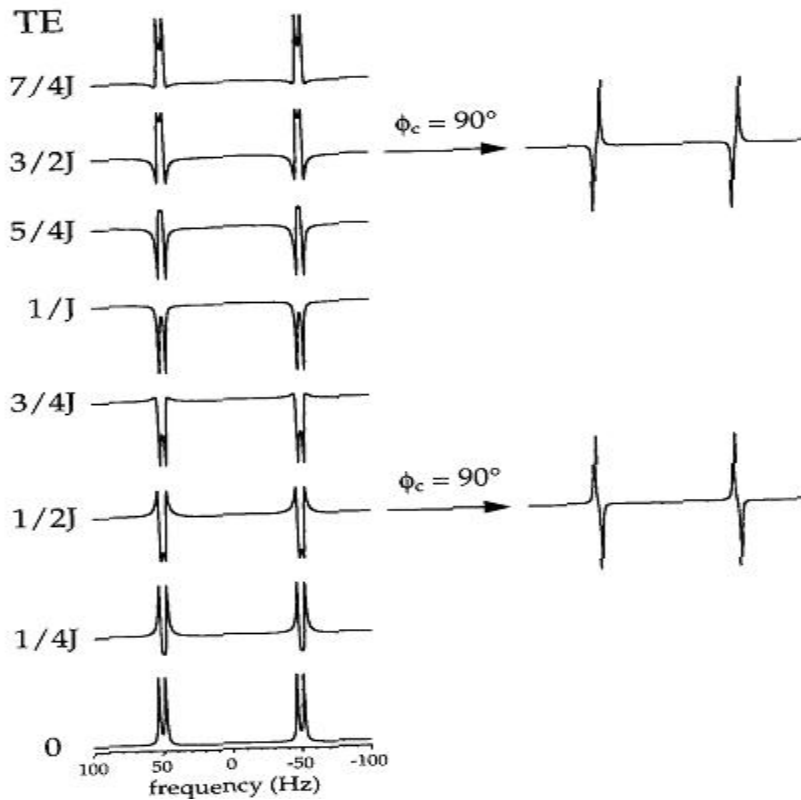 TE
7/4J
3/2J
ϕc = 90°
5/4J
1/J
3/4J
1/2J
ϕc = 90°
1/4J
0
100 50 0 -50 -100
frequency (Hz)